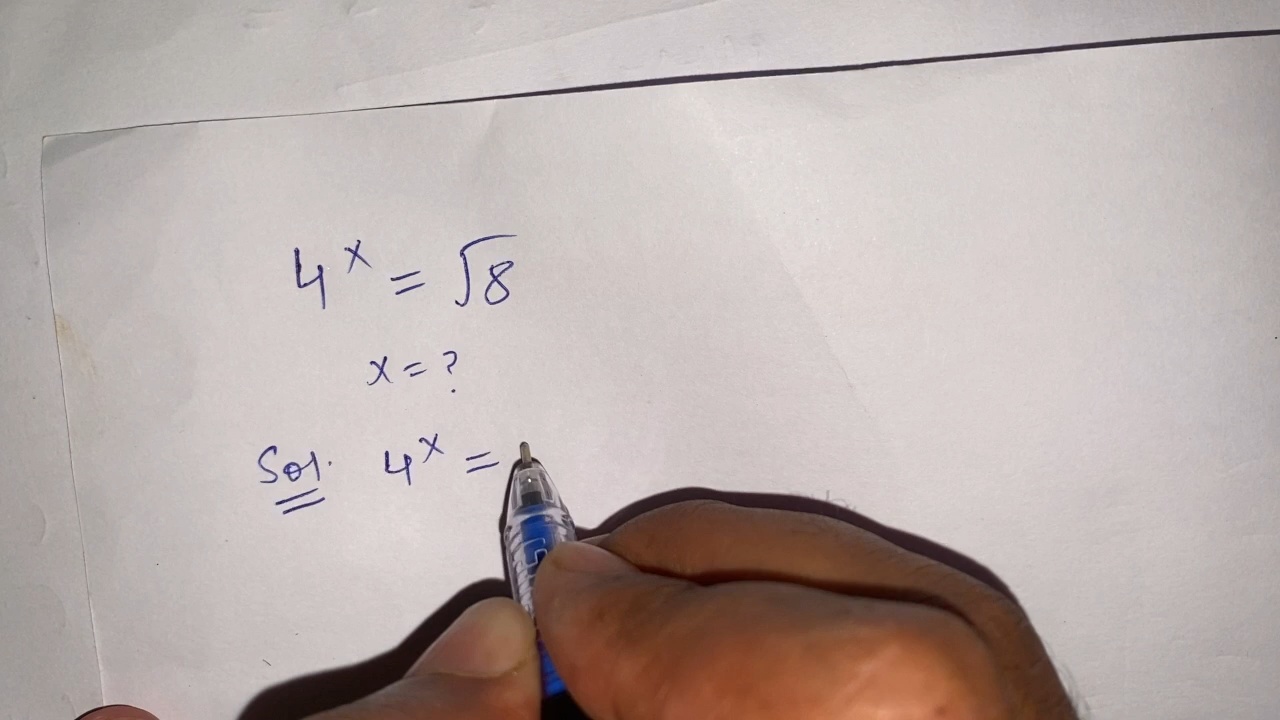 4^x = √8
x = ?
Sol. 4^x =